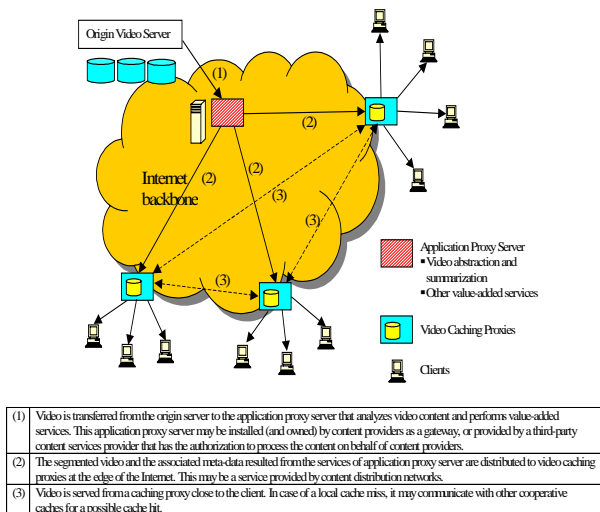 Origin Video Server
(1)
(2)
(2)
(2)
Internet
backbone
(3)
(3)
(3)
Application Proxy Server
▪Video abstraction and
summarization
▪Other value-added services
Video Caching Proxies
Clients
(1) Video is transferred from the origin server to the application proxy server that analyzes video content and performs value-added
services. This application proxy server may be installed (and owned) by content providers as a gateway, or provided by a third-party
content services provider that has the authorization to process the content on behalf of content providers.
(2) The segmented video and the associated meta-data resulted from the services of application proxy server are distributed to video caching
proxies at the edge of the Internet. This may be a service provided by content distribution networks.
(3) Video is served from a caching proxy close to the client. In case of a local cache miss, it may communicate with other cooperative
caches for a possible cache hit.